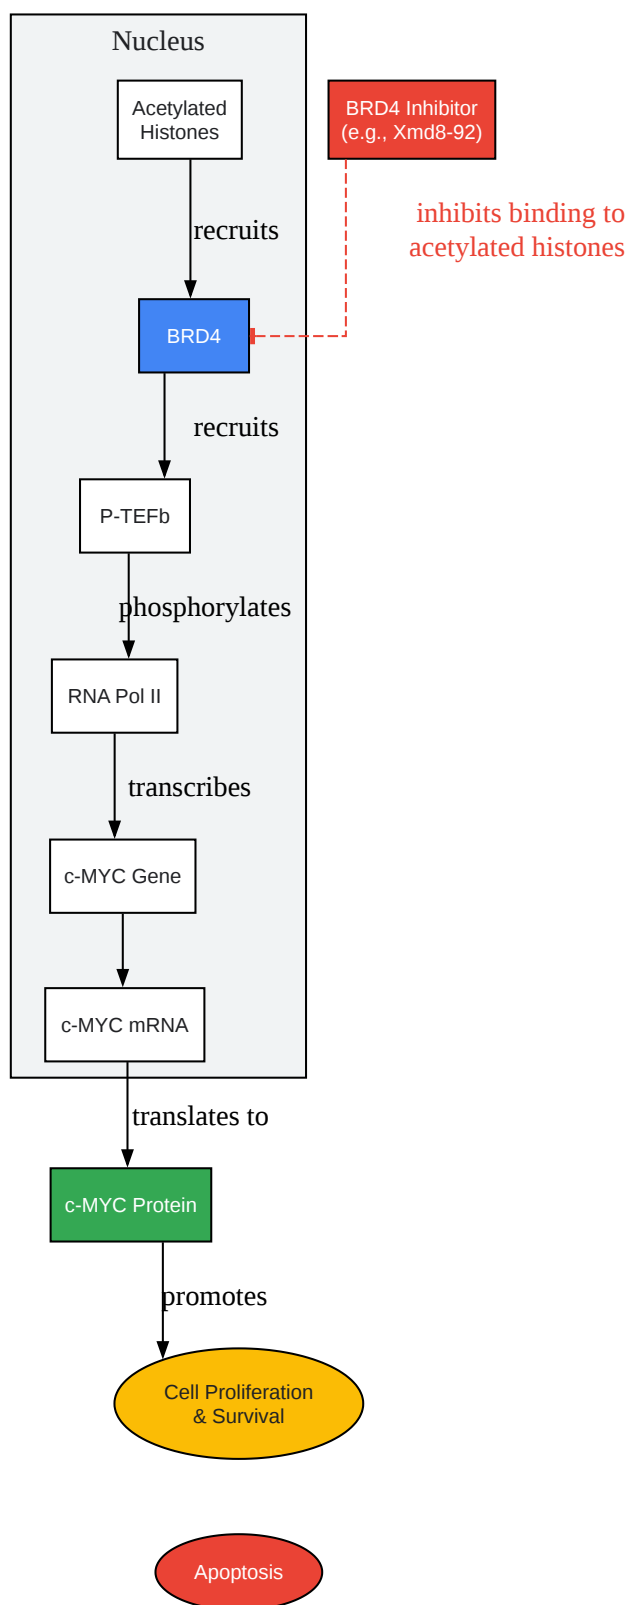 Nucleus
Acetylated
Histones
BRD4 Inhibitor
(e.g., Xmd8-92)
inhibits binding to
acetylated histones
recruits
BRD4
recruits
P-TEFb
phosphorylates
RNA Pol II
transcribes
c-MYC Gene
c-MYC mRNA
translates to
c-MYC Protein
promotes
Cell Proliferation
& Survival
Apoptosis